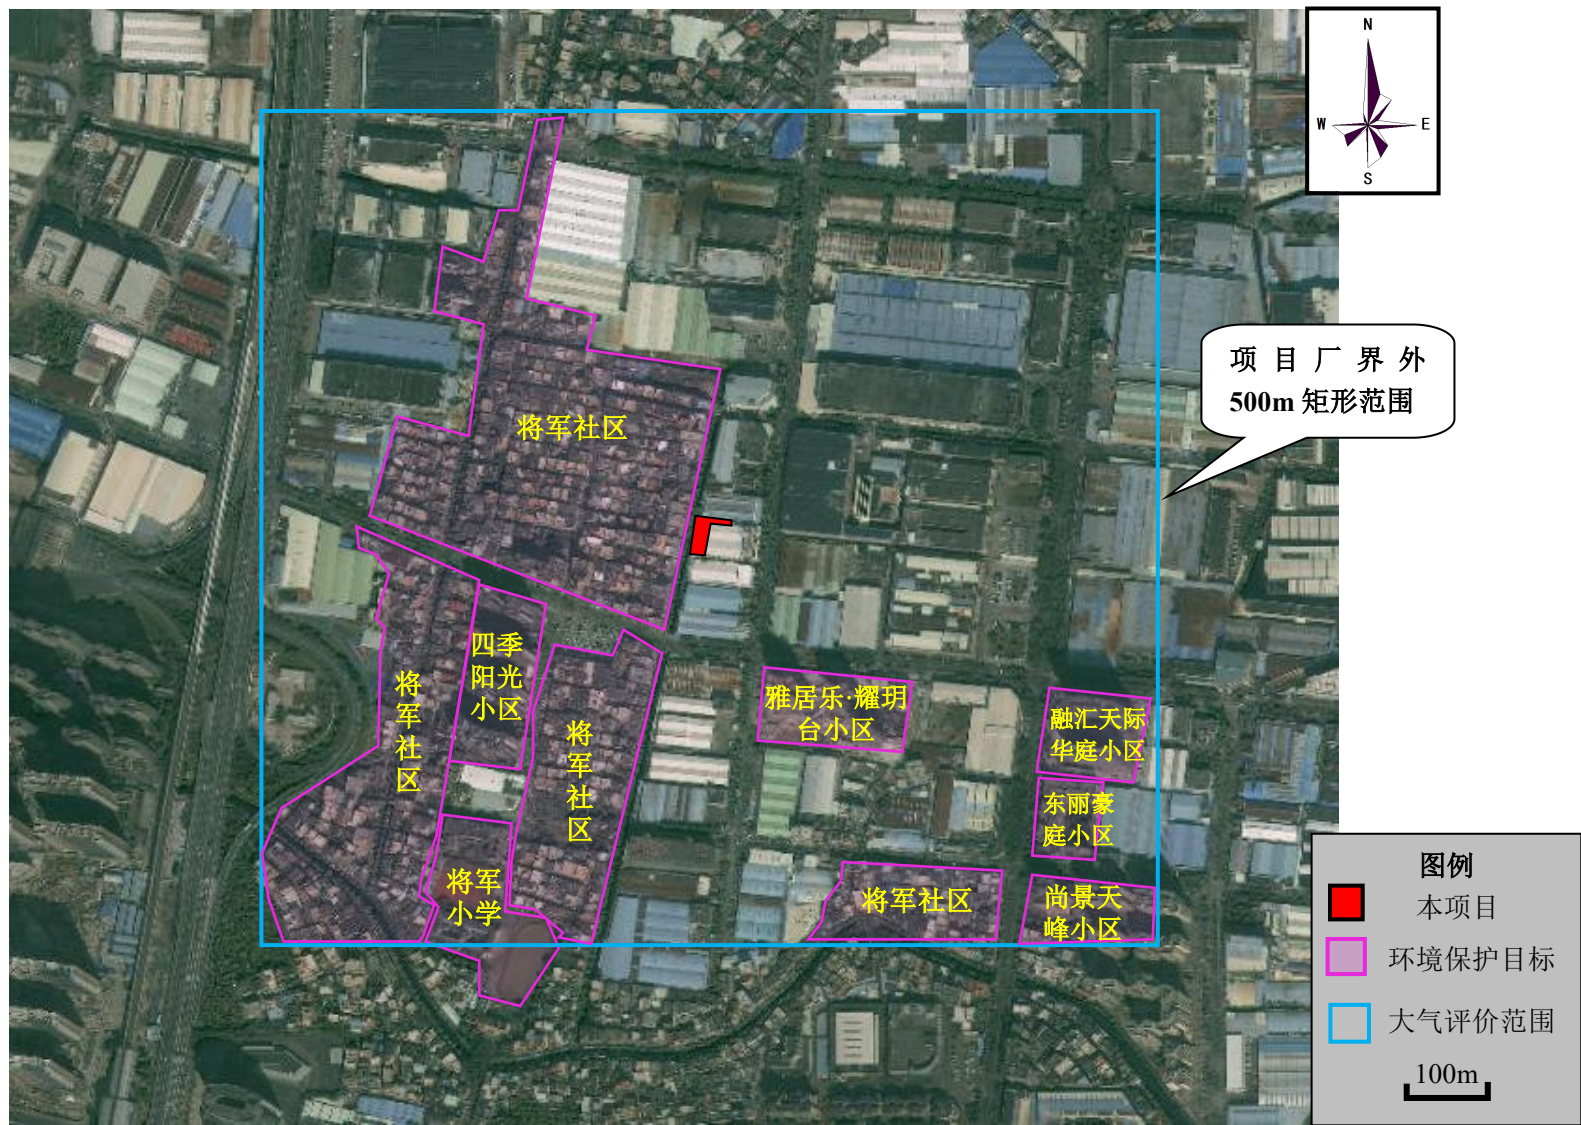 N
W
E
S
项目厂界外
500m 矩形范围
将军社区
四季
阳光
小区
将
军
社
区
将
军
社
区
雅居乐·耀玥
台小区
融汇天际
华庭小区
东丽豪
庭小区
将军
小学
将军社区
尚景天
峰小区
图例
本项目
环境保护目标
大气评价范围
100m